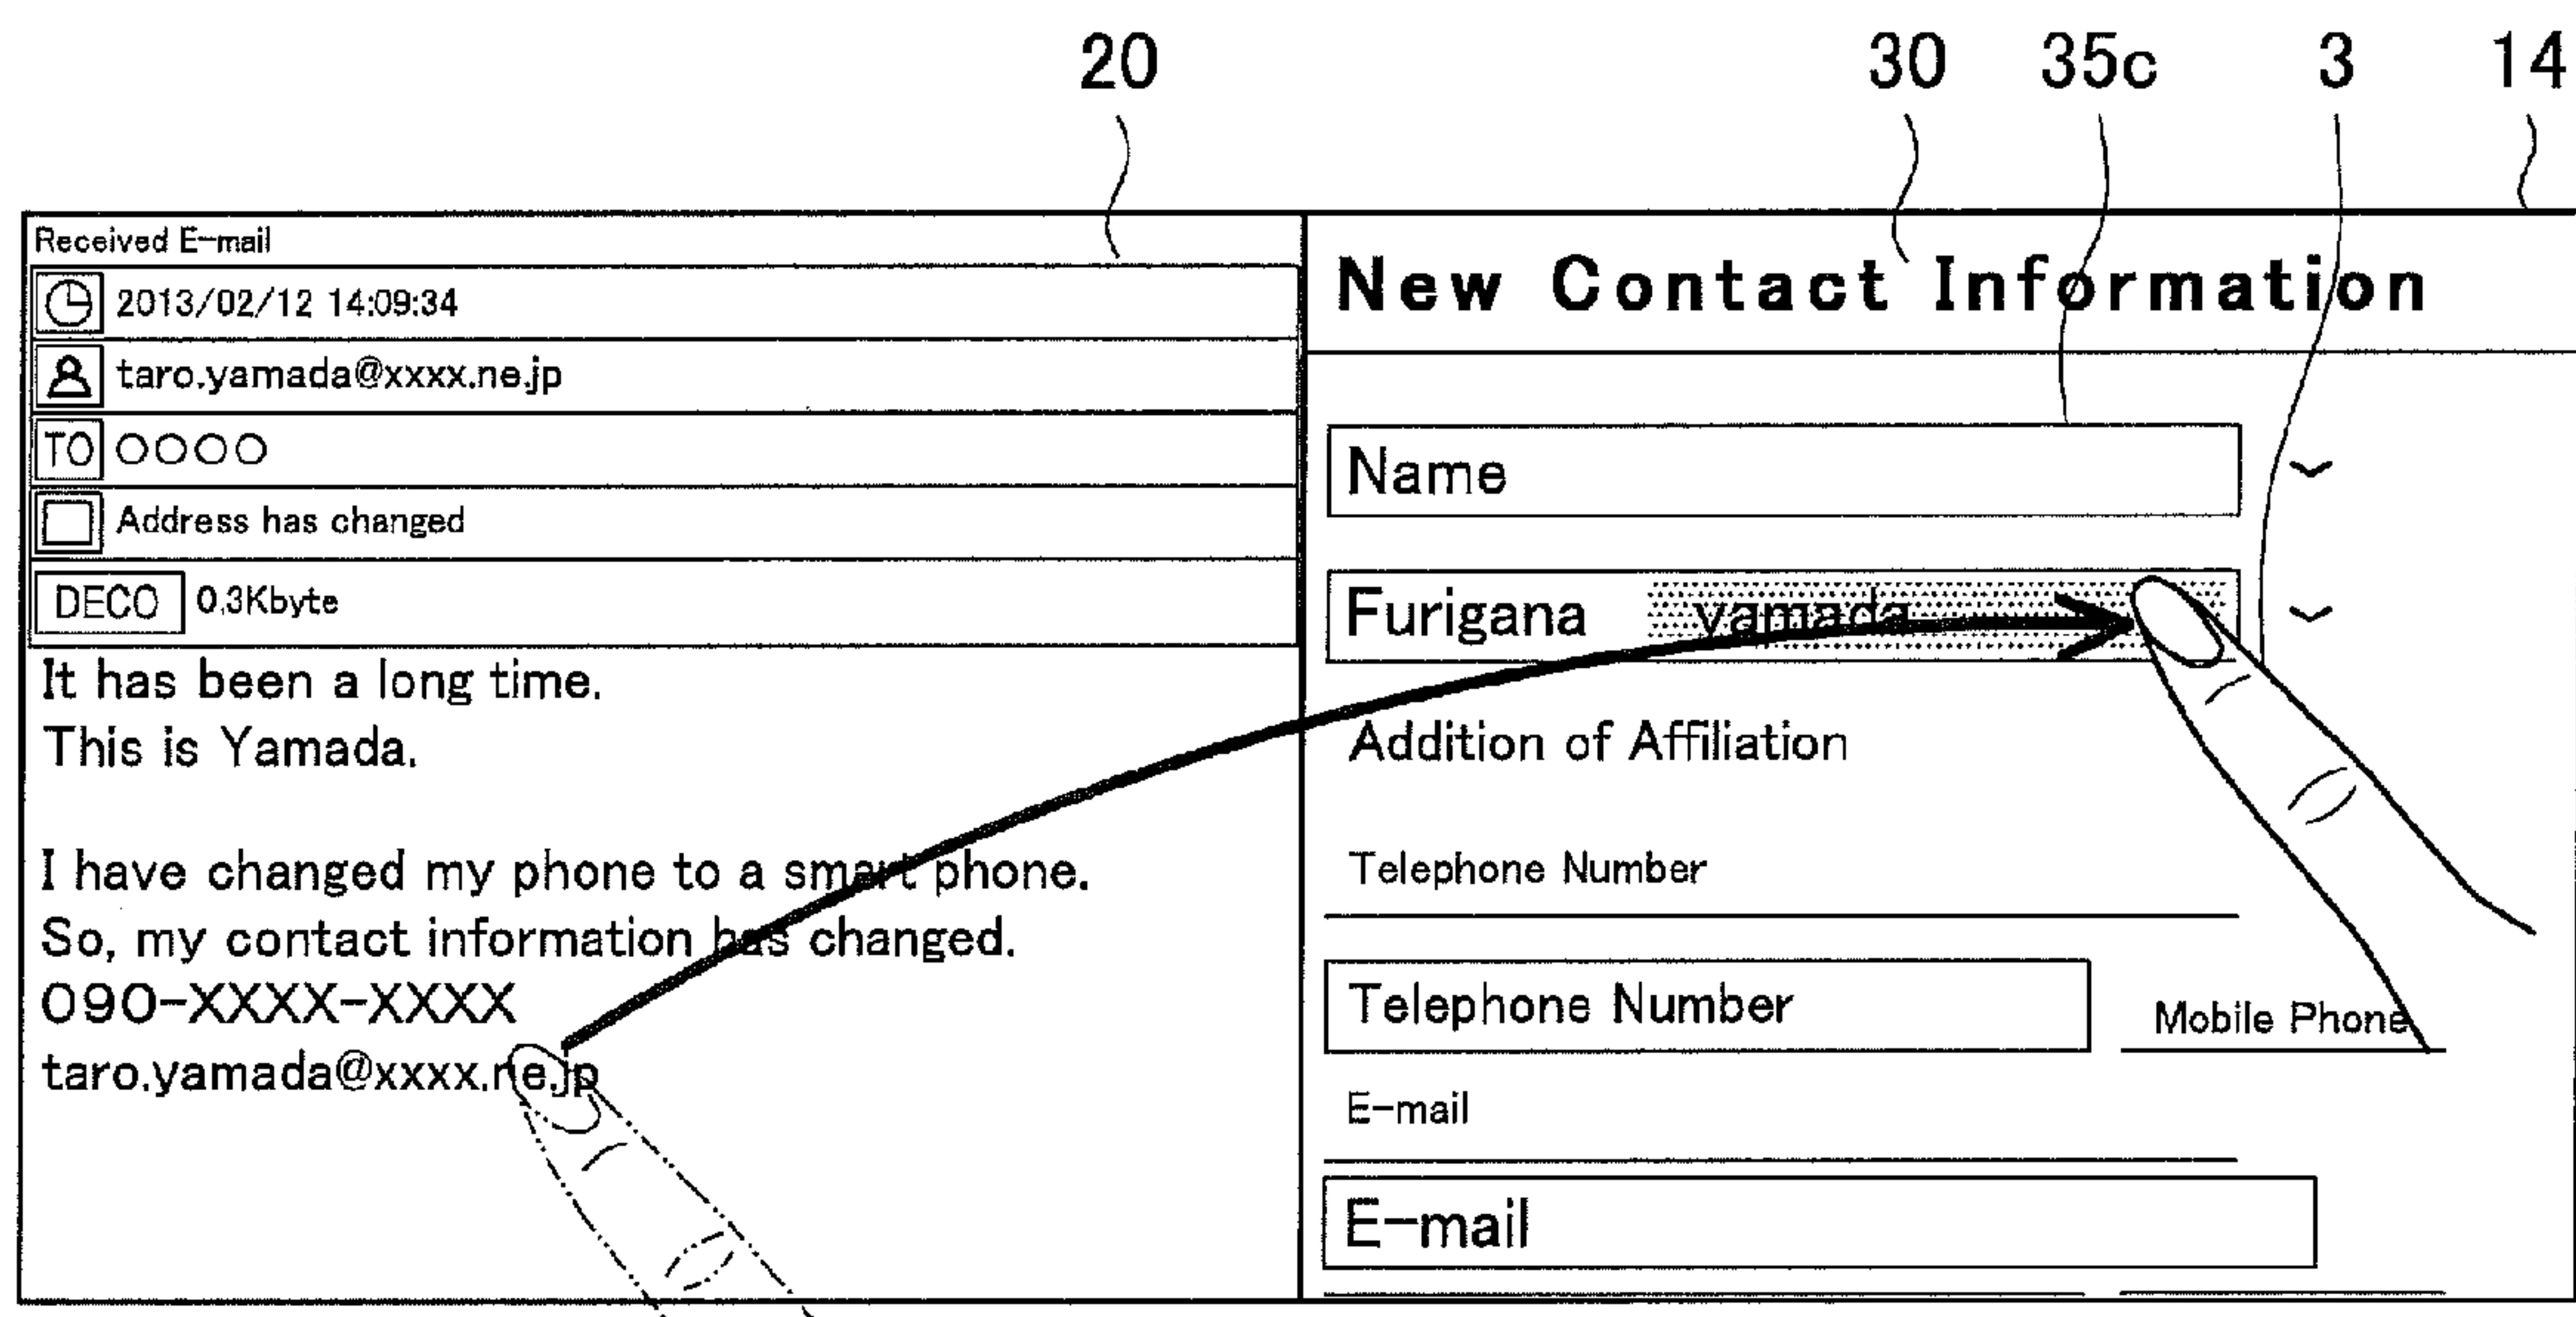 20 30 35c 3 14
Received E-mail
2013/02/12 14:09:34
taro.yamada@xxxx.ne.jp
TO ○○○○
Address has changed
DECO 0.3Kbyte
It has been a long time.
This is Yamada.
I have changed my phone to a smart phone.
So, my contact information has changed.
090-XXXX-XXXX
taro.yamada@xxxx.ne.jp
New Contact Information
Name
Furigana yamada
Addition of Affiliation
Telephone Number
Telephone Number Mobile Phone
E-mail
E-mail